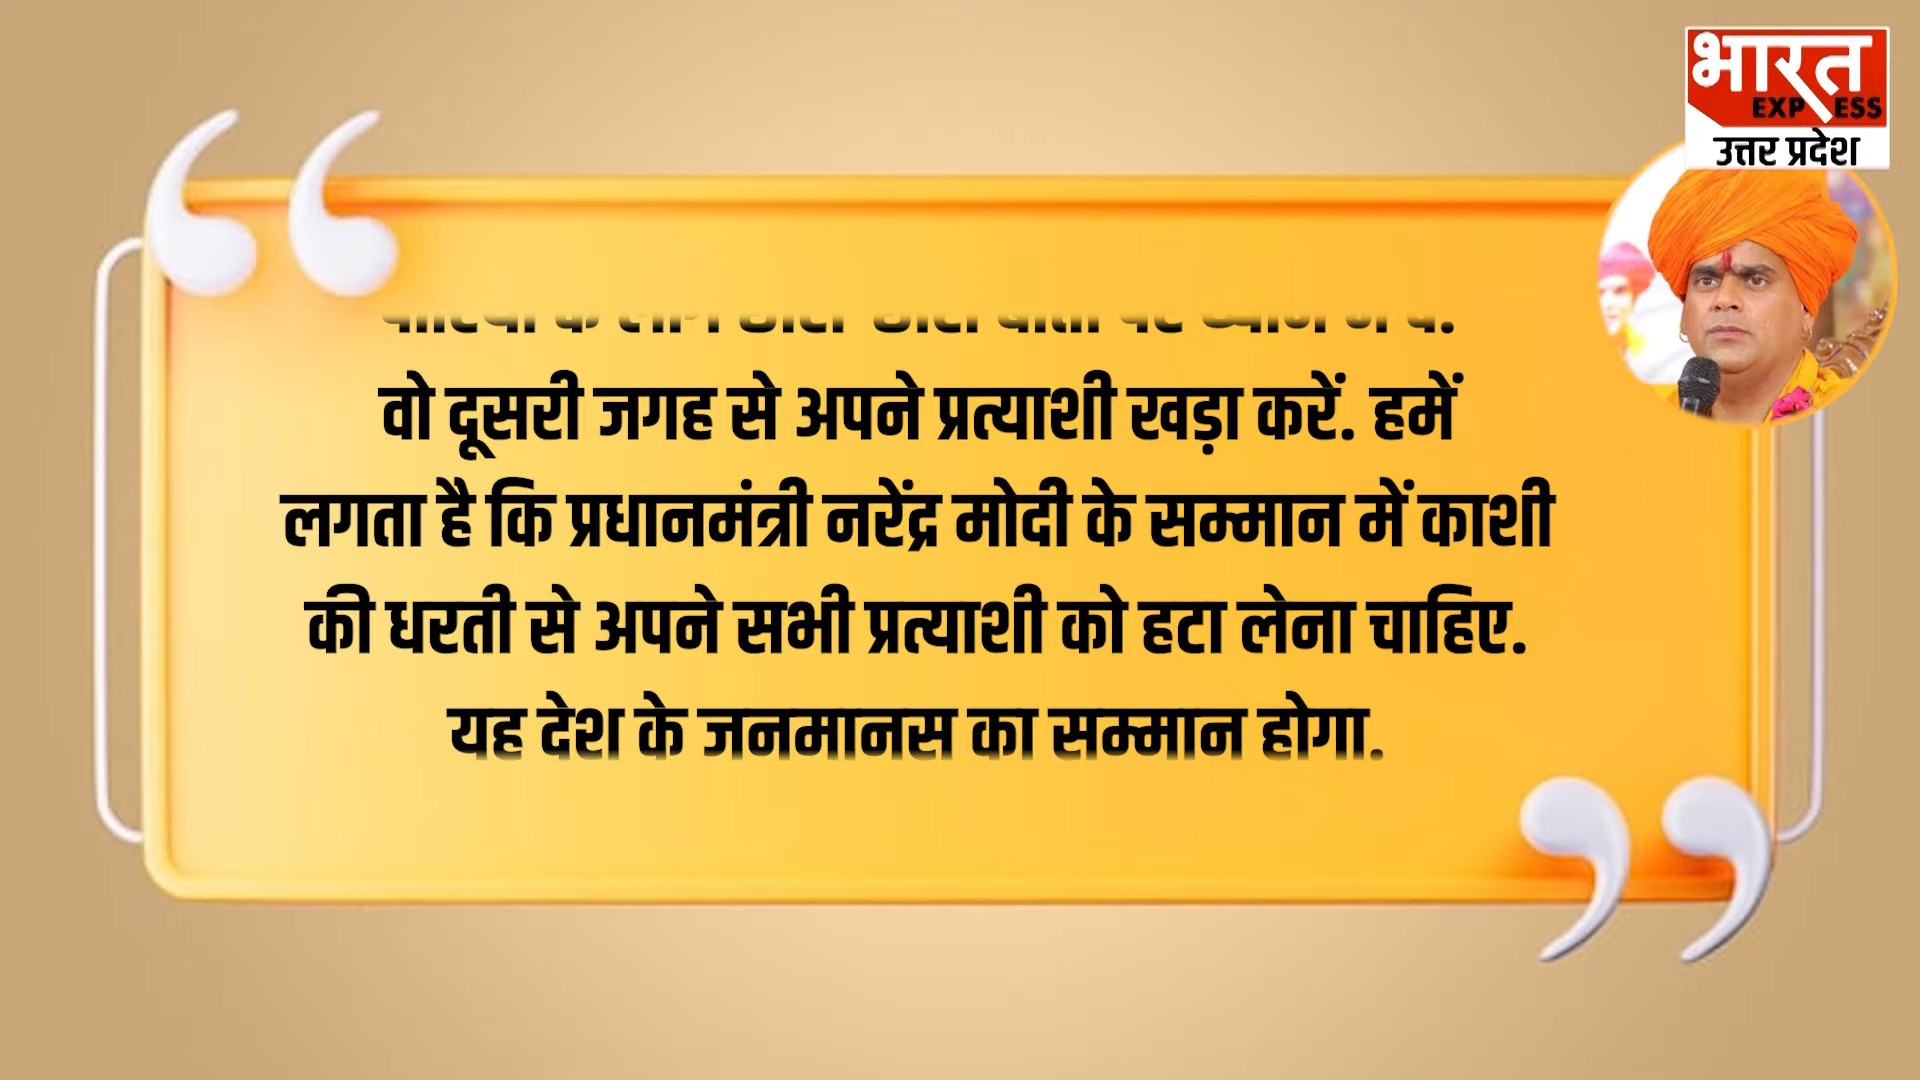 भारत
EXPRESS
उत्तर प्रदेश
के लोग छोटी-छोटी बातों पर ध्यान न दें.
वो दूसरी जगह से अपने प्रत्याशी खड़ा करें. हमें
लगता है कि प्रधानमंत्री नरेंद्र मोदी के सम्मान में काशी
की धरती से अपने सभी प्रत्याशी को हटा लेना चाहिए.
यह देश के जनमानस का सम्मान होगा.